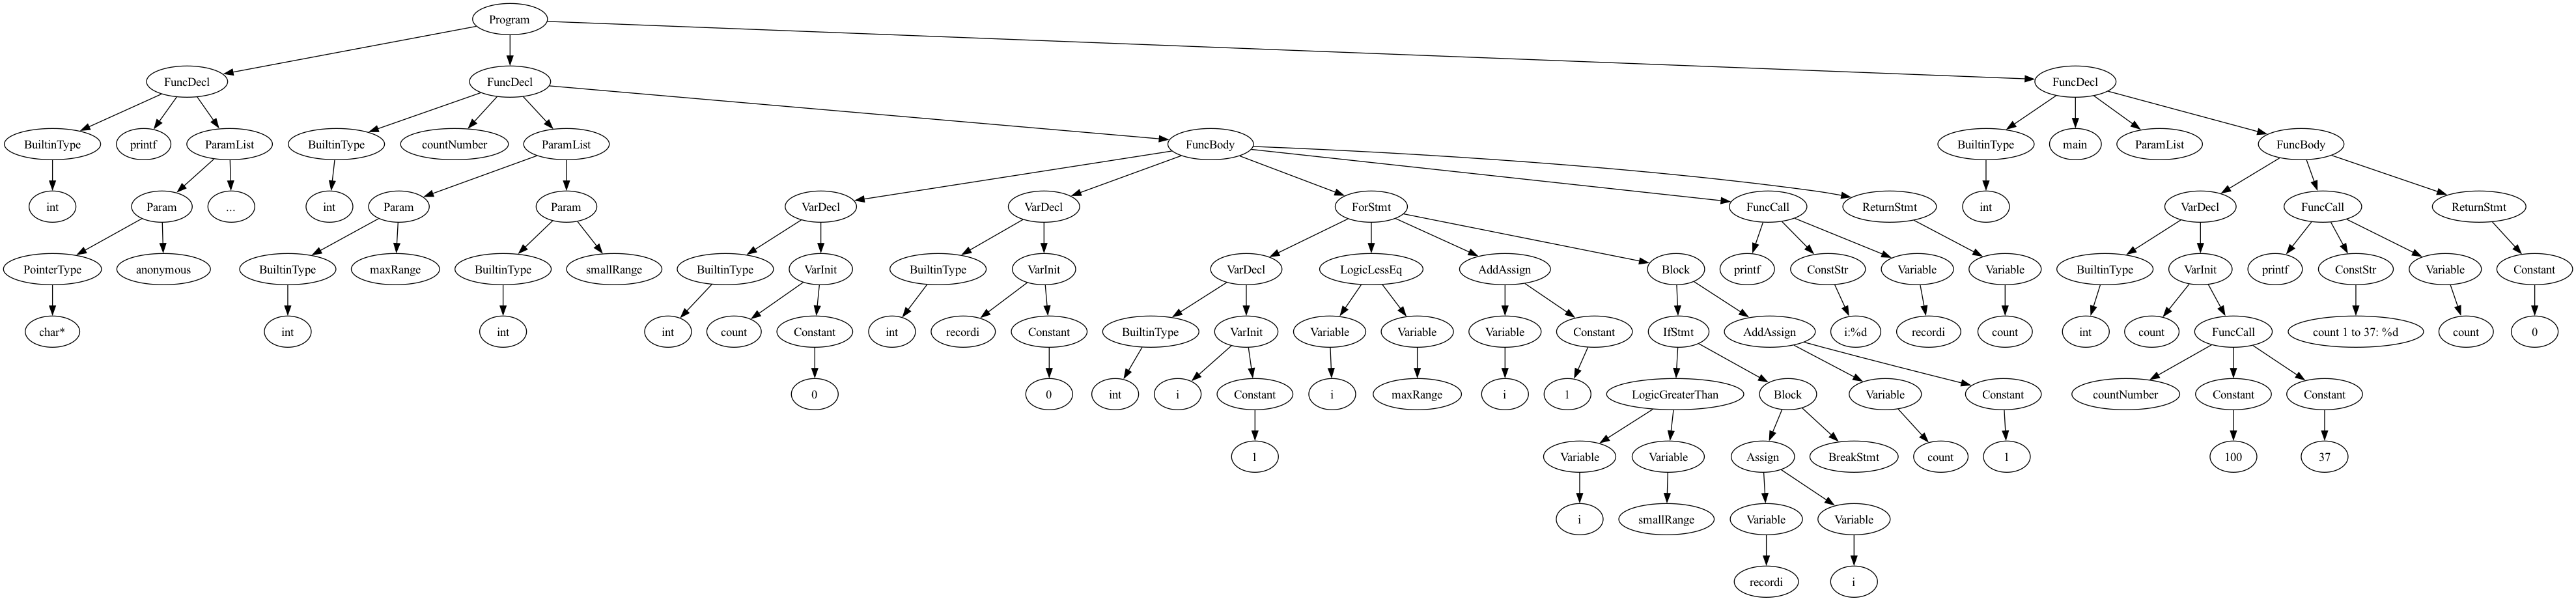 Program
FuncDecl FuncDecl FuncDecl
BuiltinType printf ParamList BuiltinType countNumber ParamList FuncBody BuiltinType main ParamList FuncBody
int Param ... int Param Param VarDecl VarDecl ForStmt FuncCall ReturnStmt int VarDecl FuncCall ReturnStmt
PointerType anonymous BuiltinType maxRange BuiltinType smallRange BuiltinType VarInit BuiltinType VarInit VarDecl LogicLessEq AddAssign Block printf ConstStr Variable Variable BuiltinType VarInit printf ConstStr Variable Constant
char* int int int count Constant int recordi Constant BuiltinType VarInit Variable Variable Variable Constant IfStmt AddAssign i:%d recordi count int count FuncCall count 1 to 37: %d count 0
0 0 int i Constant i maxRange i 1 LogicGreaterThan Block Variable Constant countNumber Constant Constant
1 Variable Variable Assign BreakStmt count 1 100 37
i smallRange Variable Variable
recordi i